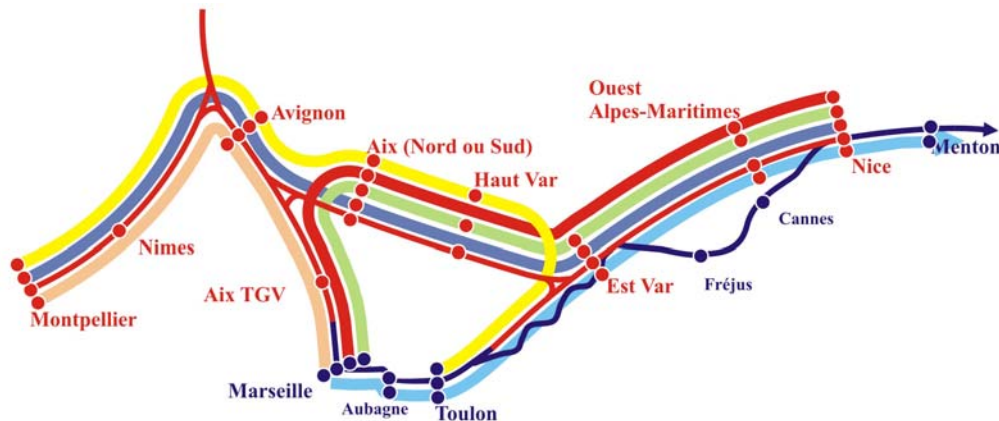 Ouest
Alpes-Maritimes
Avignon
Aix (Nord ou Sud)
Haut Var
Menton
Nice
Cannes
Nimes
Aix TGV
Est Var
Fréjus
Montpellier
Marseille
Aubagne
Toulon